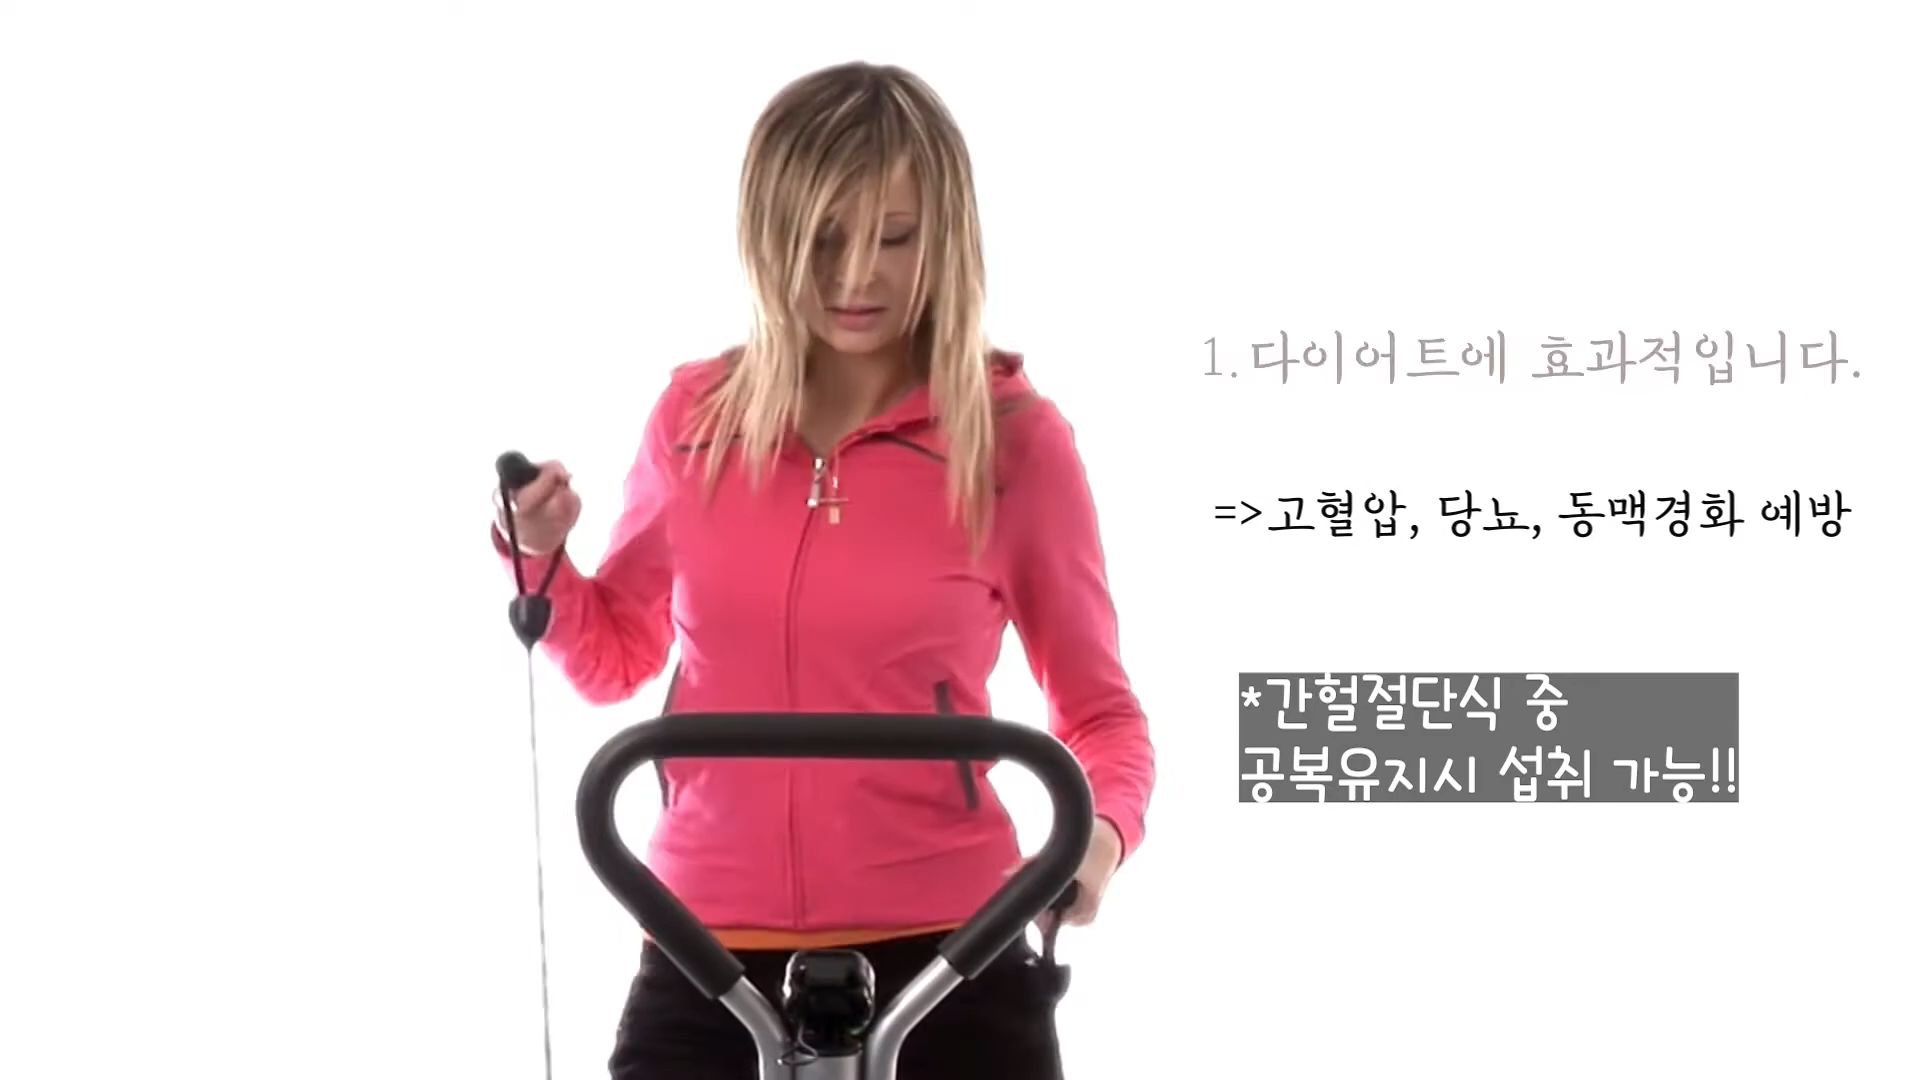 1. 다이어트에 효과적입니다.
=>고혈압, 당뇨, 동맥경화 예방
*간헐절단식 중
공복유지시 섭취 가능!!